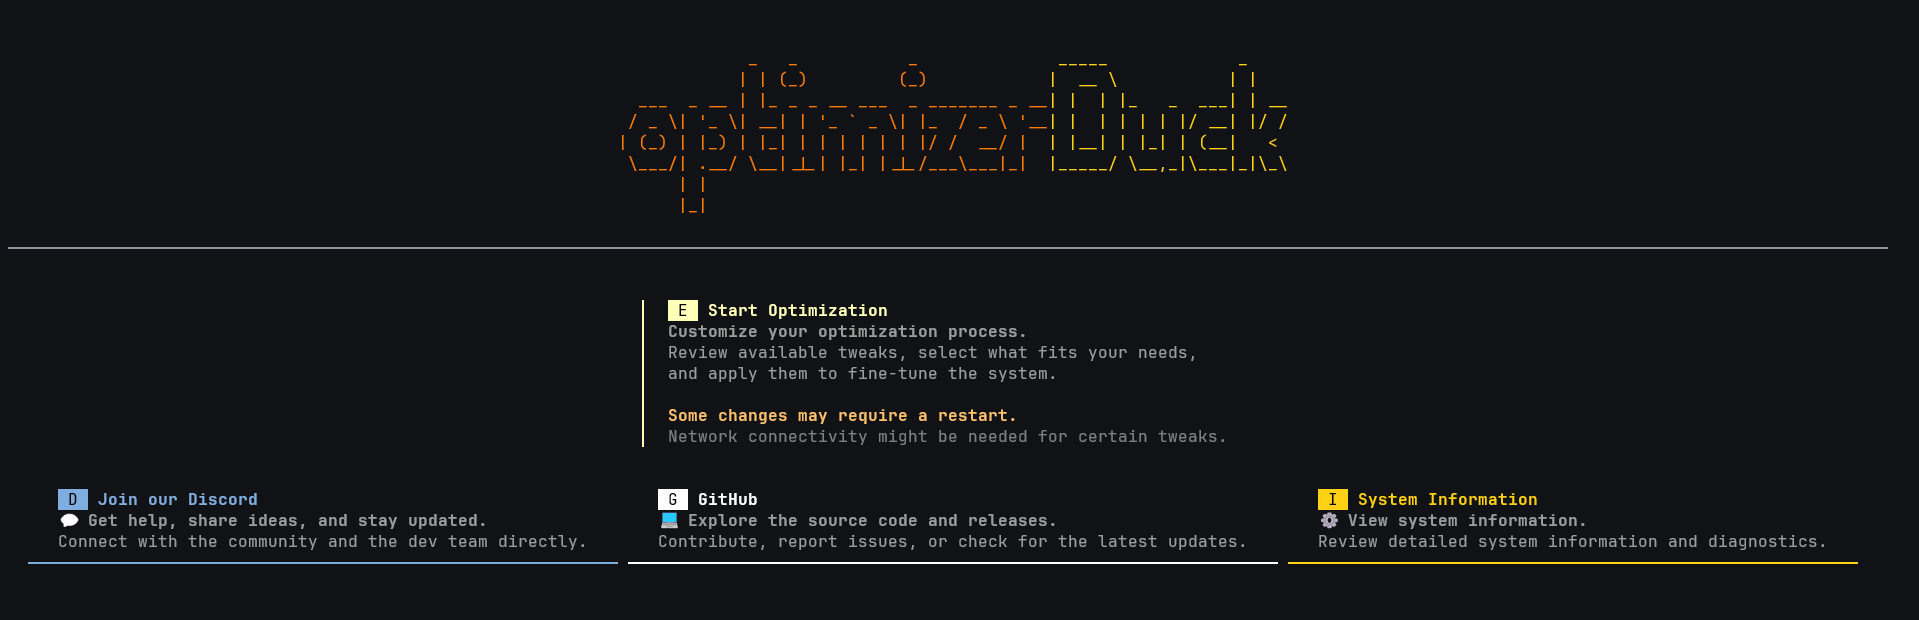 optimizerDuck
E Start Optimization
Customize your optimization process.
Review available tweaks, select what fits your needs,
and apply them to fine-tune the system.
Some changes may require a restart.
Network connectivity might be needed for certain tweaks.
D Join our Discord
💬 Get help, share ideas, and stay updated.
Connect with the community and the dev team directly.
G GitHub
💻 Explore the source code and releases.
Contribute, report issues, or check for the latest updates.
I System Information
⚙️ View system information.
Review detailed system information and diagnostics.